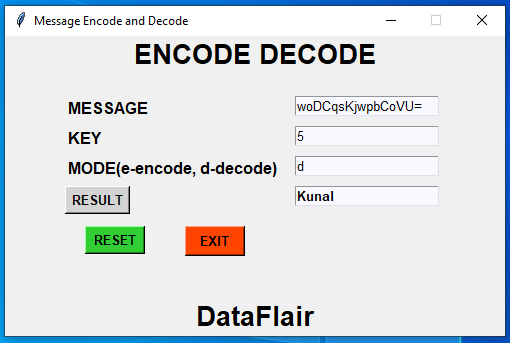 Message Encode and Decode
ENCODE DECODE
MESSAGE woDCqsKjwpbCoVU=
KEY 5
MODE(e-encode, d-decode) d
RESULT Kunal
RESET EXIT
DataFlair